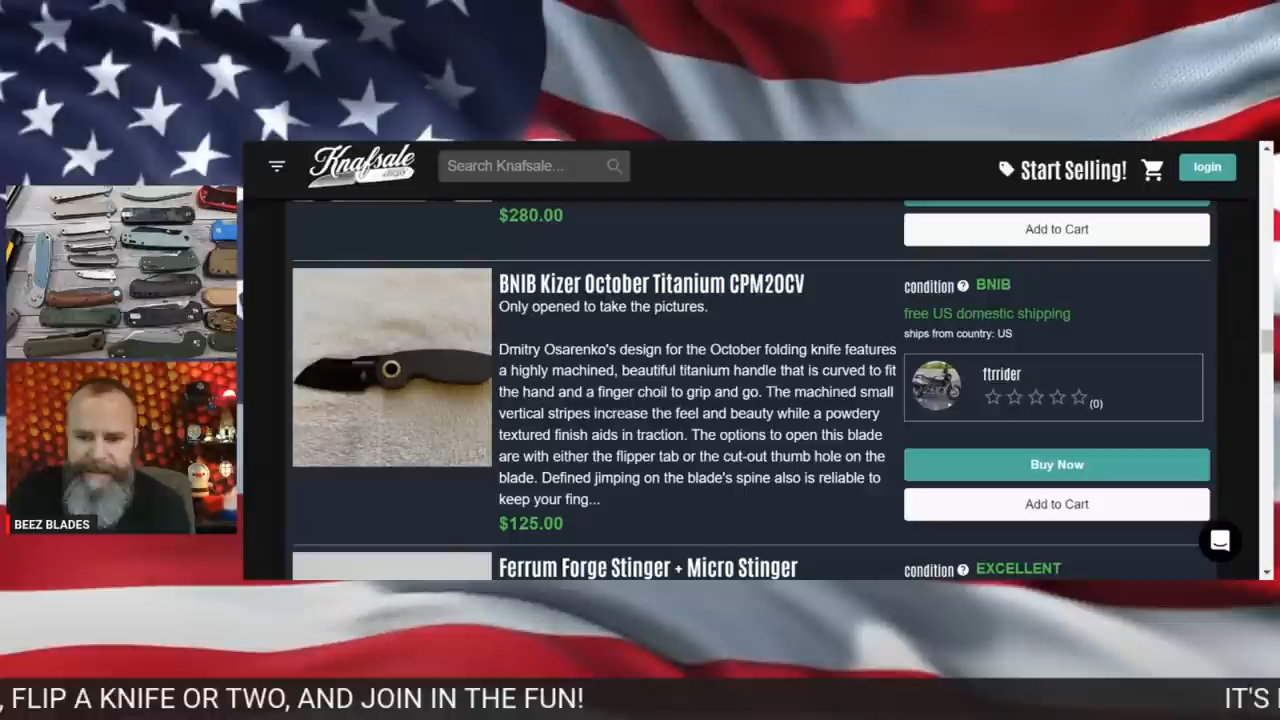 Knafsale
Search Knafsale...
Start Selling!
login
$280.00
Add to Cart
BNIB Kizer October Titanium CPM20CV
Only opened to take the pictures.
Dmitry Osarenko's design for the October folding knife features
a highly machined, beautiful titanium handle that is curved to fit
the hand and a finger choil to grip and go. The machined small
vertical stripes increase the feel and beauty while a powdery
textured finish aids in traction. The options to open this blade
are with either the flipper tab or the cut-out thumb hole on the
blade. Defined jimping on the blade's spine also is reliable to
keep your fing...
$125.00
condition ? BNIB
free US domestic shipping
ships from country: US
ftrrider
(0)
Buy Now
Add to Cart
Ferrum Forge Stinger + Micro Stinger
condition ? EXCELLENT
BEEZ BLADES
, FLIP A KNIFE OR TWO, AND JOIN IN THE FUN!
IT'S